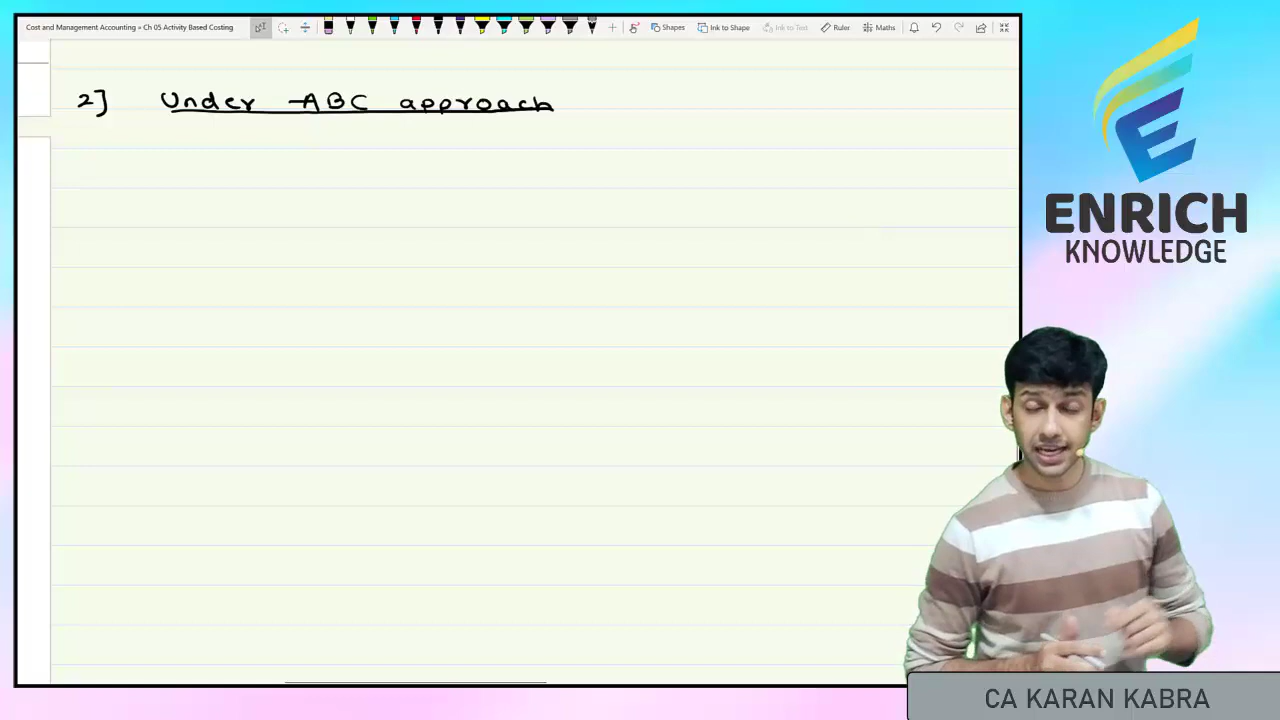 Cost and Management Accounting » Ch 05 Activity Based Costing
Shapes
Ink to Shape
Ink to Text
Ruler
Maths
2] Under ABC approach
ENRICH
KNOWLEDGE
CA KARAN KABRA